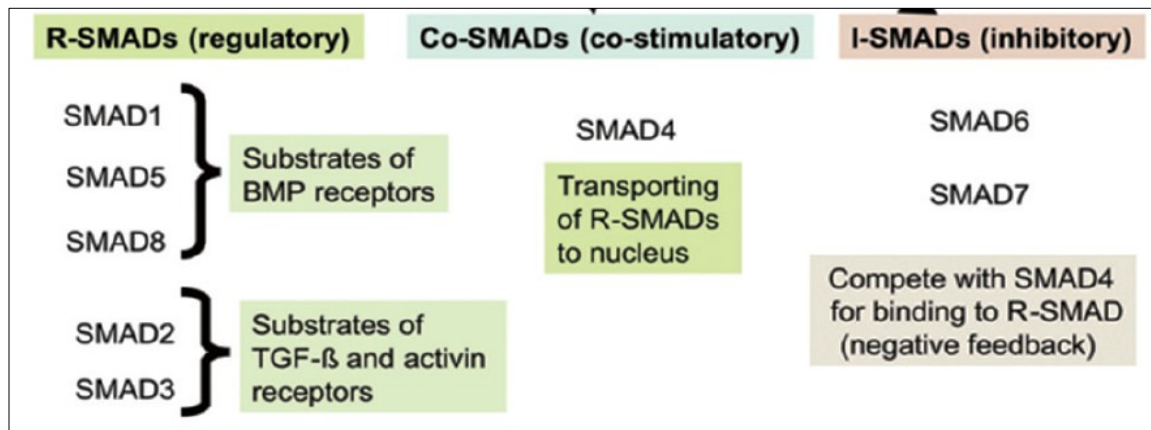 R-SMADs (regulatory)
Co-SMADs (co-stimulatory)
I-SMADs (inhibitory)
SMAD1
SMAD5
SMAD8
Substrates of
BMP receptors
SMAD2
SMAD3
Substrates of
TGF-ß and activin
receptors
SMAD4
Transporting
of R-SMADs
to nucleus
SMAD6
SMAD7
Compete with SMAD4
for binding to R-SMAD
(negative feedback)